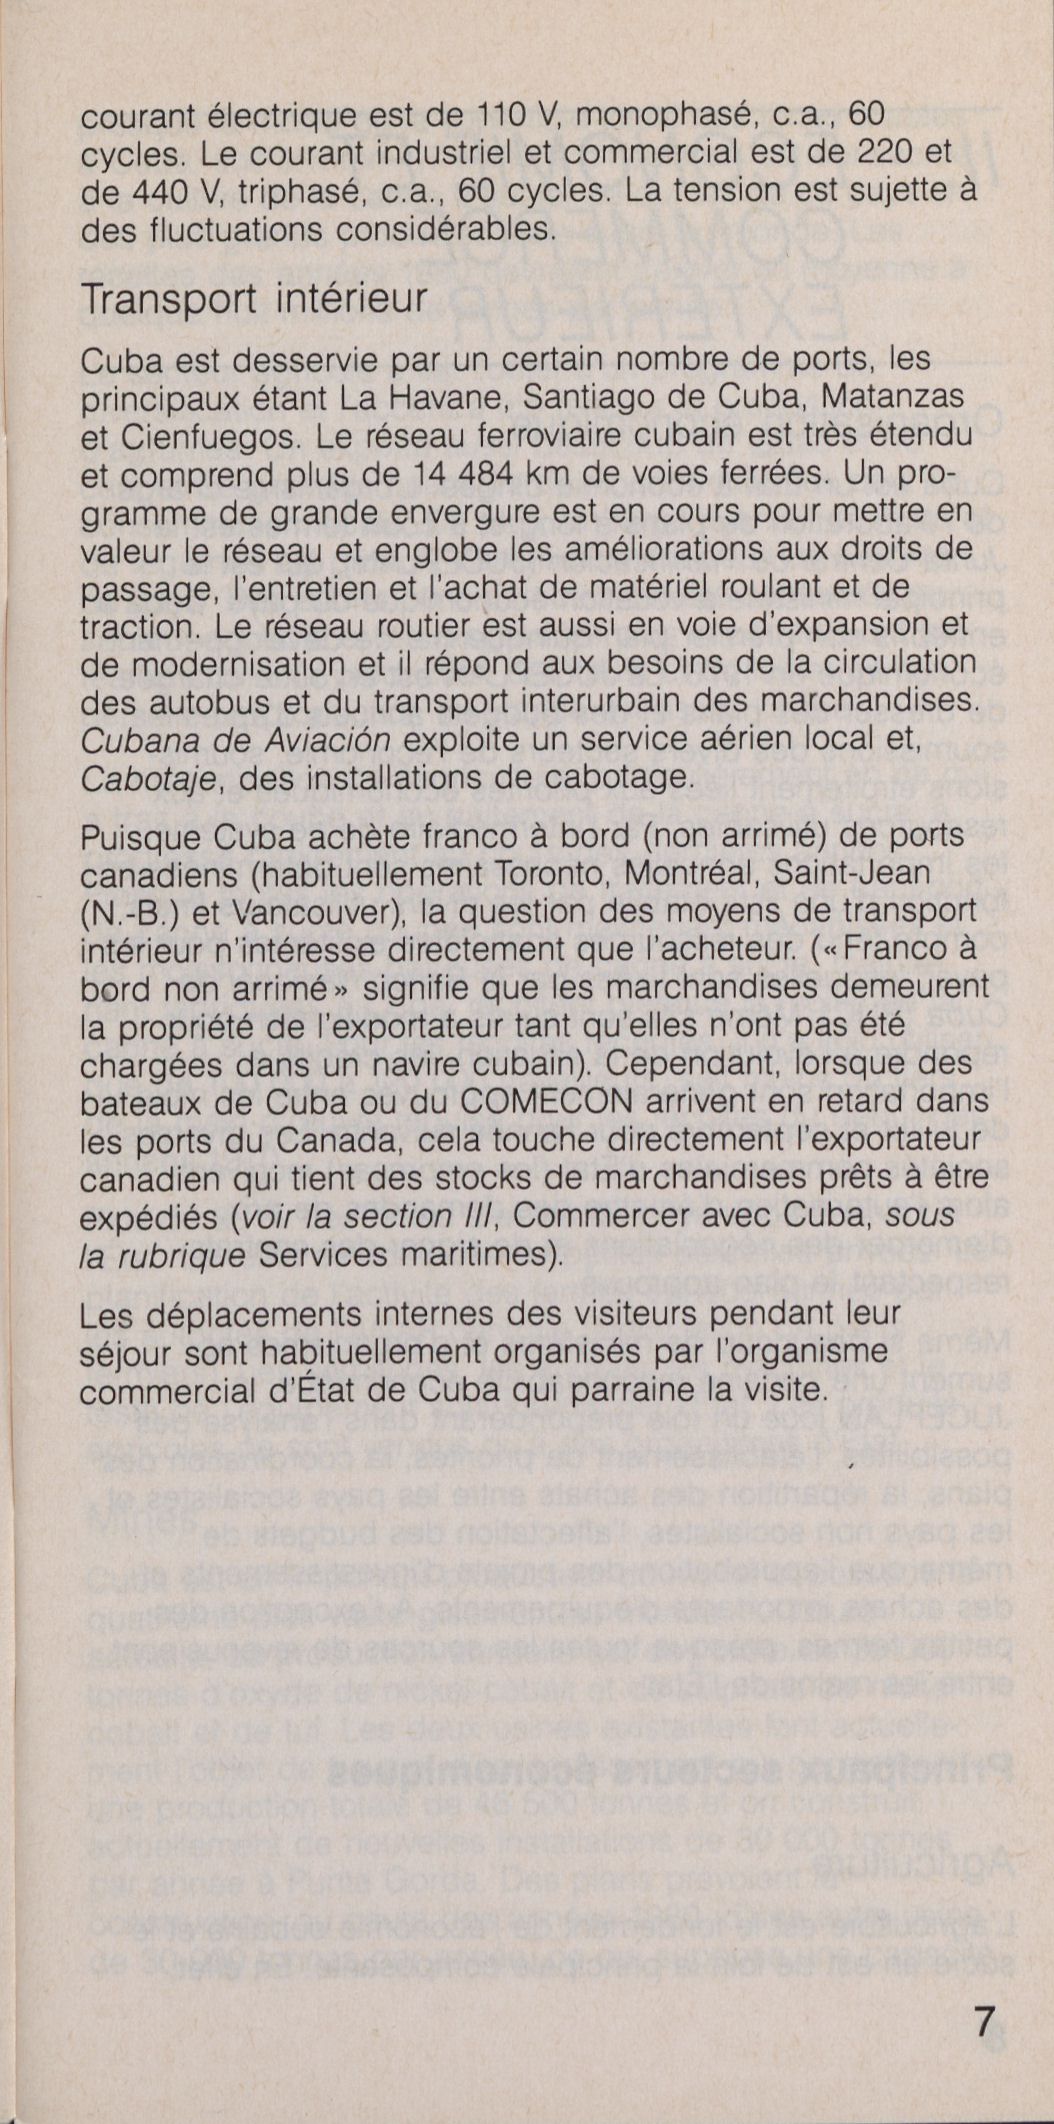 courant électrique est de 110 V, monophasé, c.a., 60
cycles. Le courant industriel et commercial est de 220 et
de 440 V, triphasé, c.a., 60 cycles. La tension est sujette à
des fluctuations considérables.
Transport intérieur
Cuba est desservie par un certain nombre de ports, les
principaux étant La Havane, Santiago de Cuba, Matanzas
et Cienfuegos. Le réseau ferroviaire cubain est très étendu
et comprend plus de 14 484 km de voies ferrées. Un pro-
gramme de grande envergure est en cours pour mettre en
valeur le réseau et englobe les améliorations aux droits de
passage, l'entretien et l'achat de matériel roulant et de
traction. Le réseau routier est aussi en voie d'expansion et
de modernisation et il répond aux besoins de la circulation
des autobus et du transport interurbain des marchandises.
Cubana de Aviación exploite un service aérien local et,
Cabotaje, des installations de cabotage.
Puisque Cuba achète franco à bord (non arrimé) de ports
canadiens (habituellement Toronto, Montréal, Saint-Jean
(N.-B.) et Vancouver), la question des moyens de transport
intérieur n'intéresse directement que l'acheteur. (« Franco à
bord non arrimé » signifie que les marchandises demeurent
la propriété de l'exportateur tant qu'elles n'ont pas été
chargées dans un navire cubain). Cependant, lorsque des
bateaux de Cuba ou du COMECON arrivent en retard dans
les ports du Canada, cela touche directement l'exportateur
canadien qui tient des stocks de marchandises prêts à être
expédiés (voir la section III, Commercer avec Cuba, sous
la rubrique Services maritimes).
Les déplacements internes des visiteurs pendant leur
séjour sont habituellement organisés par l'organisme
commercial d'État de Cuba qui parraine la visite.
7